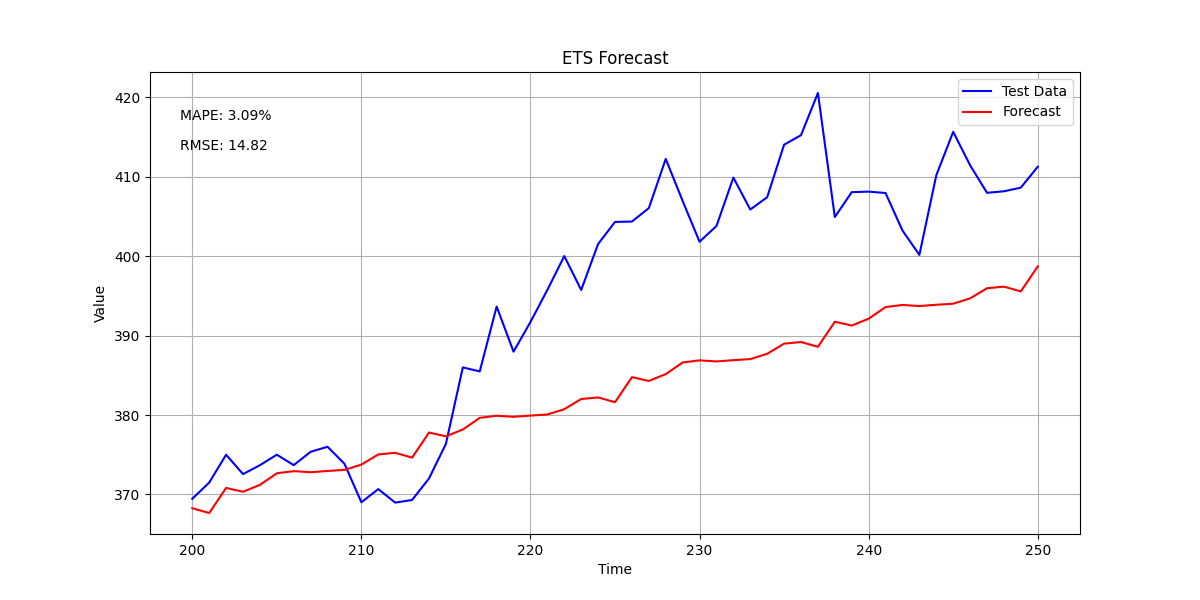 ETS Forecast
MAPE: 3.09%
RMSE: 14.82
Test Data
Forecast
Value
420
410
400
390
380
370
200 210 220 230 240 250
Time